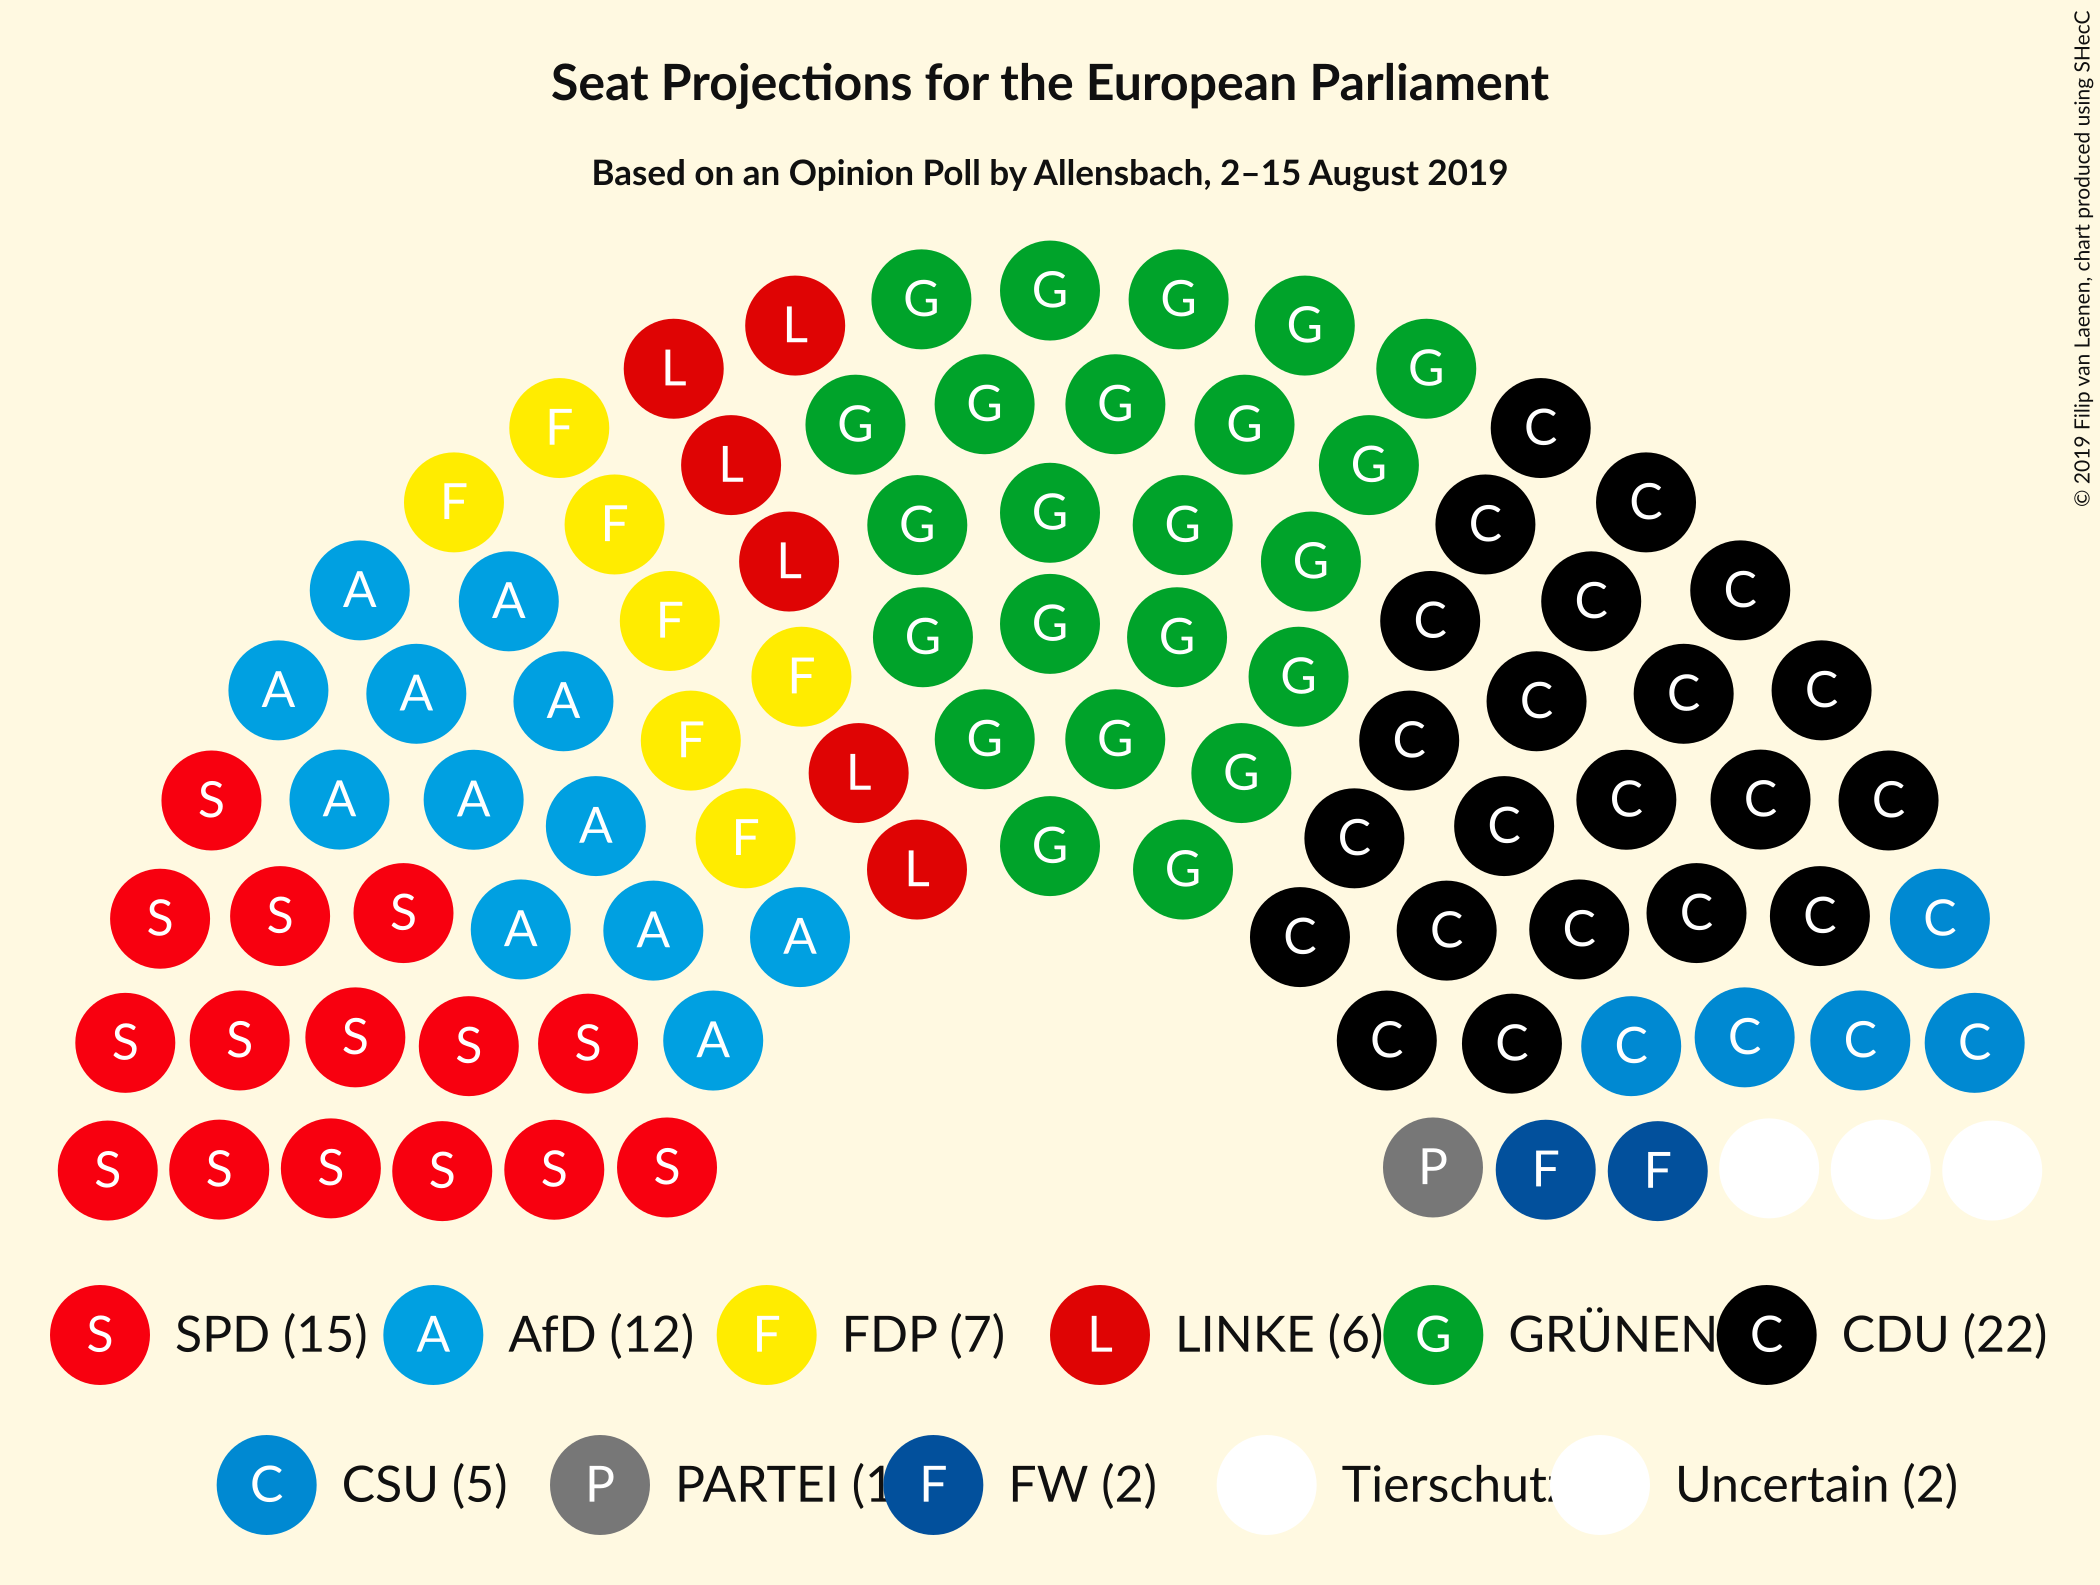 © 2019 Filip van Laenen, chart produced using SHecC
Seat Projections for the European Parliament
Based on an Opinion Poll by Allensbach, 2–15 August 2019
L G G G G
L G
F G G G G C
L G
F F G G G C C
A A L G C C
F G G G C
A A A F G C C C
F G G C
S A A L G C C C
A F G C C
L G
S S S A A A C C C C C C
S S S S S A C C C C C C
S S S S S S P F F
S SPD (15) A AfD (12) F FDP (7) L LINKE (6) G GRÜNEN C CDU (22)
C CSU (5) P PARTEI (1 F FW (2) Tierschutz Uncertain (2)